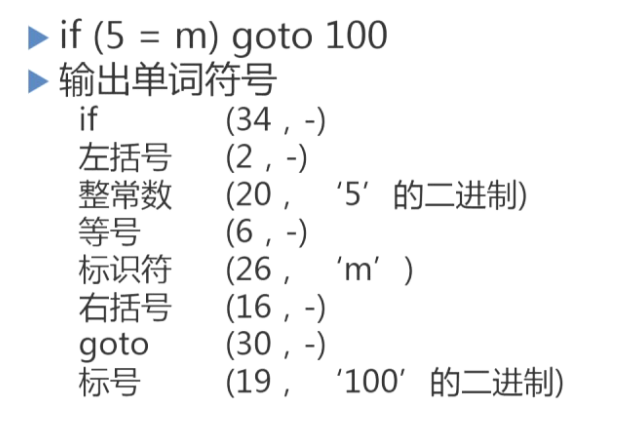 if (5 = m) goto 100
输出单词符号
if (34 , -)
左括号 (2 , -)
整常数 (20 , ‘5’ 的二进制)
等号 (6 , -)
标识符 (26 , ‘m’ )
右括号 (16 , -)
goto (30 , -)
标号 (19 , ‘100’ 的二进制)